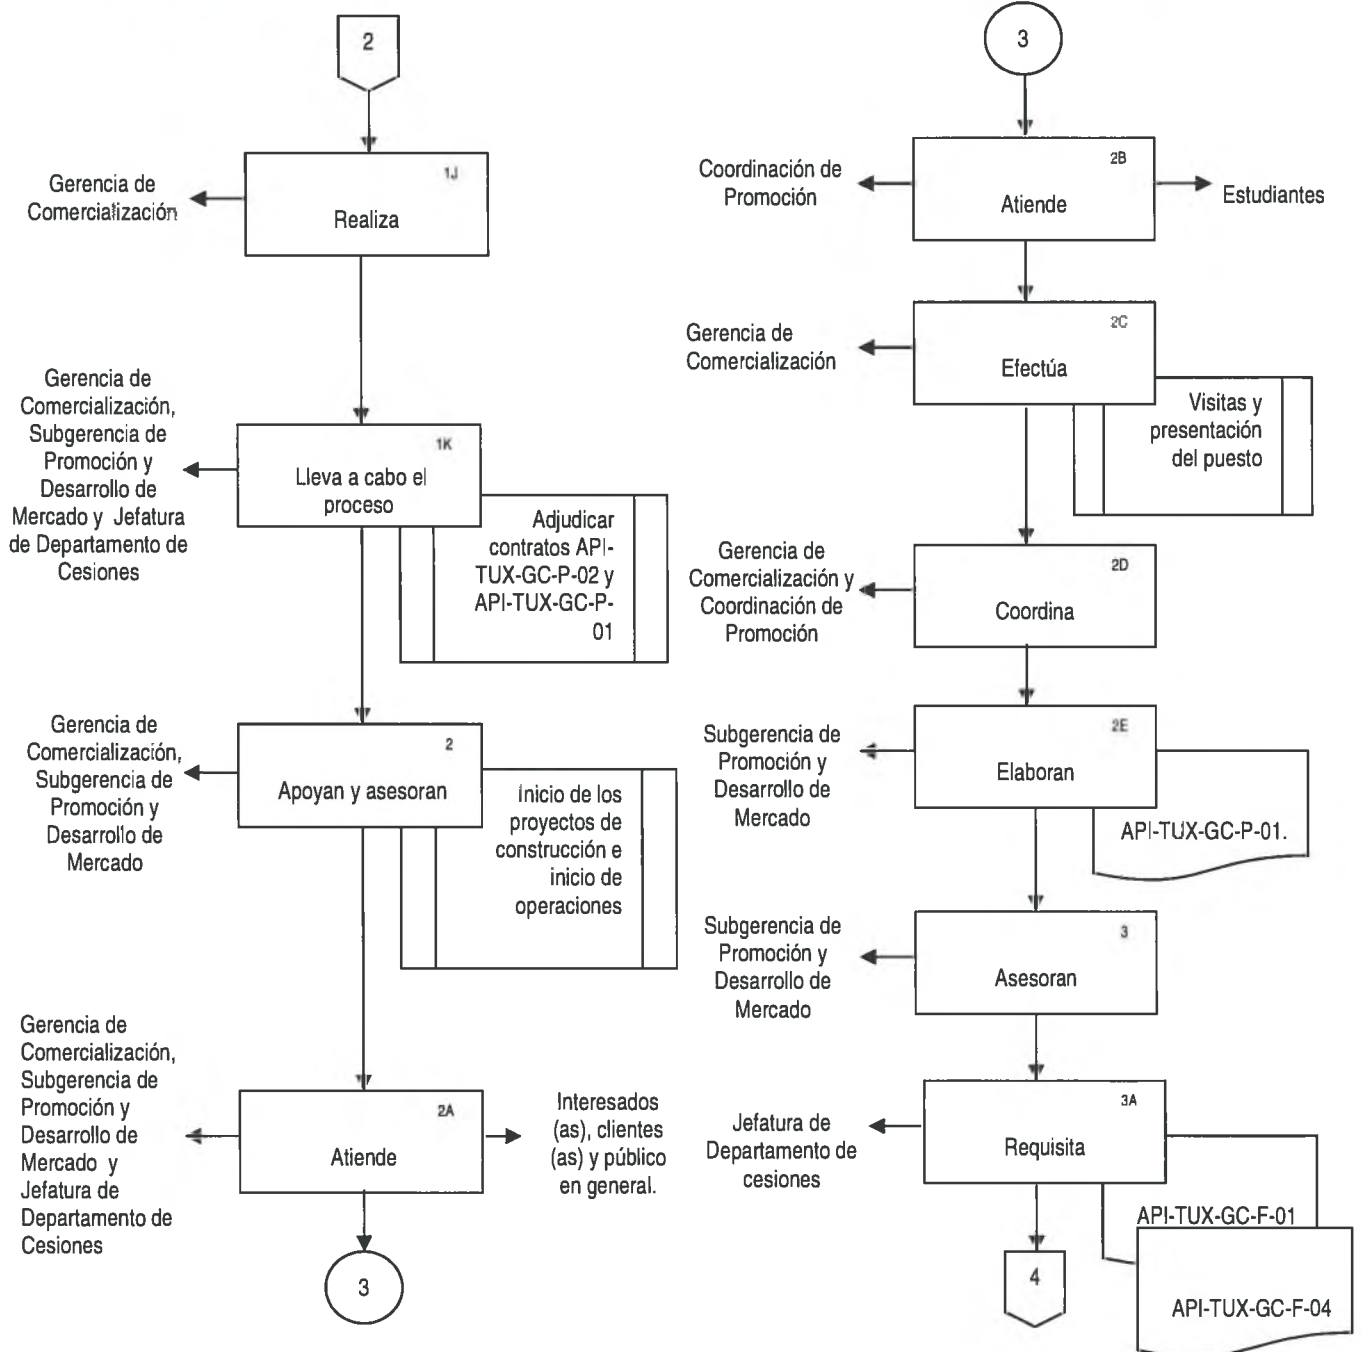 2
1J
Realiza
Gerencia de
Comercialización
1K
Lleva a cabo el
proceso
Gerencia de
Comercialización,
Subgerencia de
Promoción y
Desarrollo de
Mercado y Jefatura
de Departamento de
Cesiones
Adjudicar
contratos API-
TUX-GC-P-02 y
API-TUX-GC-P-
01
2
Apoyan y asesoran
Gerencia de
Comercialización,
Subgerencia de
Promoción y
Desarrollo de
Mercado
Inicio de los
proyectos de
construcción e
inicio de
operaciones
2A
Atiende
Gerencia de
Comercialización,
Subgerencia de
Promoción y
Desarrollo de
Mercado y
Jefatura de
Departamento de
Cesiones
Interesados
(as), clientes
(as) y público
en general.
3
3
2B
Atiende
Coordinación de
Promoción
Estudiantes
2C
Efectúa
Gerencia de
Comercialización
Visitas y
presentación
del puesto
2D
Coordina
Gerencia de
Comercialización y
Coordinación de
Promoción
2E
Elaboran
Subgerencia de
Promoción y
Desarrollo de
Mercado
API-TUX-GC-P-01.
3
Asesoran
Subgerencia de
Promoción y
Desarrollo de
Mercado
3A
Requisita
Jefatura de
Departamento de
cesiones
API-TUX-GC-F-01
API-TUX-GC-F-04
4